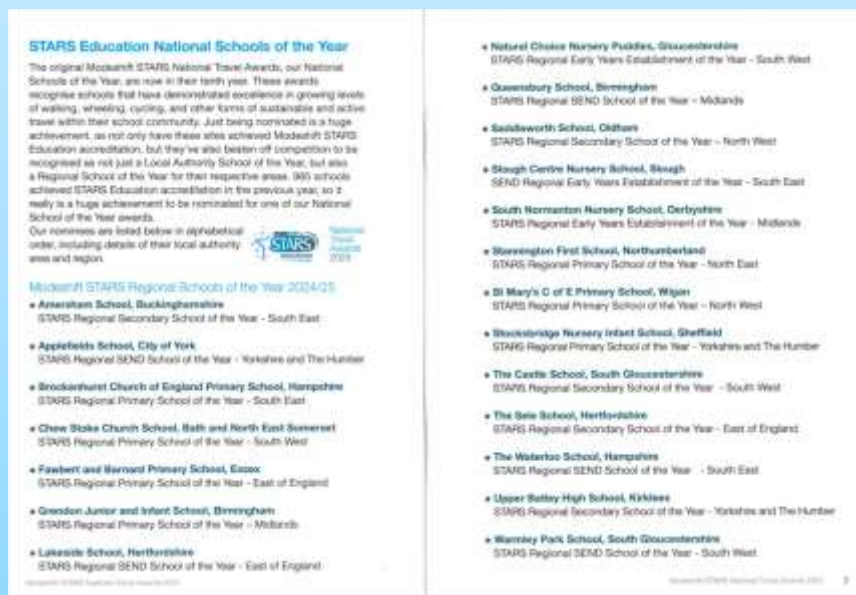 STARS Education National Schools of the Year
The original Modeshift STARS National Travel Awards, our National
Schools of the Year, are now in their tenth year. These awards
recognise schools that have demonstrated excellence in growing levels
of walking, wheeling, cycling, and other forms of sustainable and active
travel within their school community. Just being nominated is a huge
achievement, as not only have these sites achieved Modeshift STARS
Education accreditation, but they've also beaten off competition to be
recognised as not just a Local Authority School of the Year, but also
a Regional School of the Year for their respective areas. 985 schools
achieved STARS Education accreditation in the previous year, so it
really is a huge achievement to be nominated for one of our National
School of the Year awards.
Our nominees are listed below in alphabetical
order, including details of their local authority
area and region.
STARS
National
Travel
Awards
Modeshift STARS Regional Schools of the Year 2024/25
• Amersham School, Buckinghamshire
STARS Regional Secondary School of the Year - South East
• Applefields School, City of York
STARS Regional SEND School of the Year - Yorkshire and The Humber
• Brockenhurst Church of England Primary School, Hampshire
STARS Regional Primary School of the Year - South East
• Chew Stoke Church School, Bath and North East Somerset
STARS Regional Primary School of the Year - South West
• Fawbert and Barnard Primary School, Essex
STARS Regional Primary School of the Year - East of England
• Grendon Junior and Infant School, Birmingham
STARS Regional Primary School of the Year – Midlands
• Lakeside School, Hertfordshire
STARS Regional SEND School of the Year - East of England
Modeshift STARS National Travel Awards
• Natural Choice Nursery Puddles, Gloucestershire
STARS Regional Early Years Establishment of the Year - South West
• Queensbury School, Birmingham
STARS Regional SEND School of the Year – Midlands
• Saddleworth School, Oldham
STARS Regional Secondary School of the Year – North West
• Slough Centre Nursery School, Slough
SEND Regional Early Years Establishment of the Year - South East
• South Normanton Nursery School, Derbyshire
STARS Regional Early Years Establishment of the Year - Midlands
• Stannington First School, Northumberland
STARS Regional Primary School of the Year - North East
• St Mary's C of E Primary School, Wigan
STARS Regional Primary School of the Year – North West
• Stocksbridge Nursery Infant School, Sheffield
STARS Regional Primary School of the Year - Yorkshire and The Humber
• The Castle School, South Gloucestershire
STARS Regional Secondary School of the Year - South West
• The Sele School, Hertfordshire
STARS Regional Secondary School of the Year - East of England
• The Waterloo School, Hampshire
STARS Regional SEND School of the Year - South East
• Upper Batley High School, Kirklees
STARS Regional Secondary School of the Year - Yorkshire and The Humber
• Warmley Park School, South Gloucestershire
STARS Regional SEND School of the Year – South West
Modeshift STARS National Travel Awards